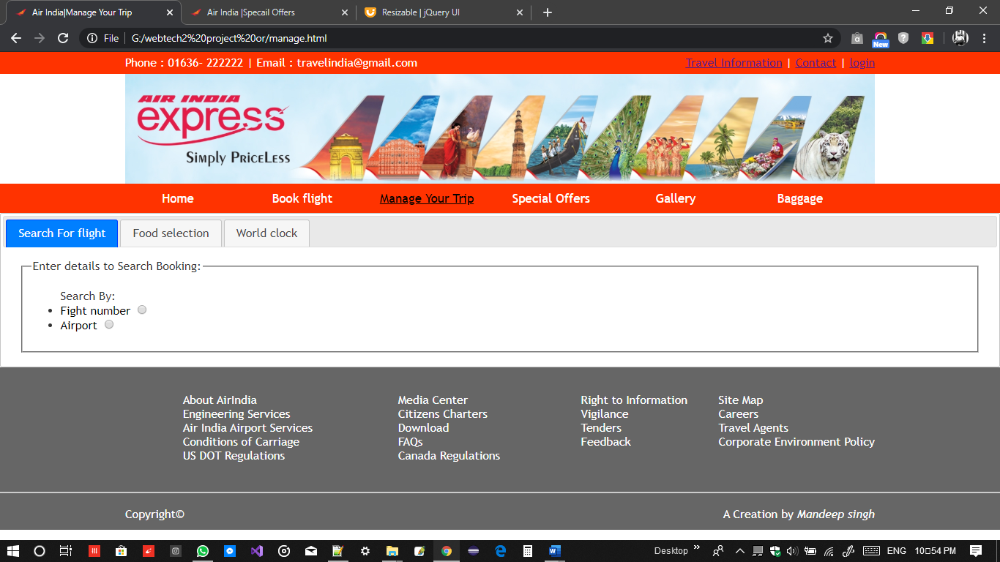 Air India|Manage Your Trip
Air India |Specail Offers
Resizable | jQuery UI
File
G:/webtech2%20project%20or/manage.html
New
Phone : 01636- 222222 | Email : travelindia@gmail.com
Travel Information | Contact | login
AIR INDIA
express
SIMPLY PRICELESS
Home Book flight Manage Your Trip Special Offers Gallery Baggage
Search For flight Food selection World clock
Enter details to Search Booking:
Search By:
Fight number
Airport
About AirIndia Media Center Right to Information Site Map
Engineering Services Citizens Charters Vigilance Careers
Air India Airport Services Download Tenders Travel Agents
Conditions of Carriage FAQs Feedback Corporate Environment Policy
US DOT Regulations Canada Regulations
Copyright© A Creation by Mandeep singh
Desktop ENG 10▯54 PM